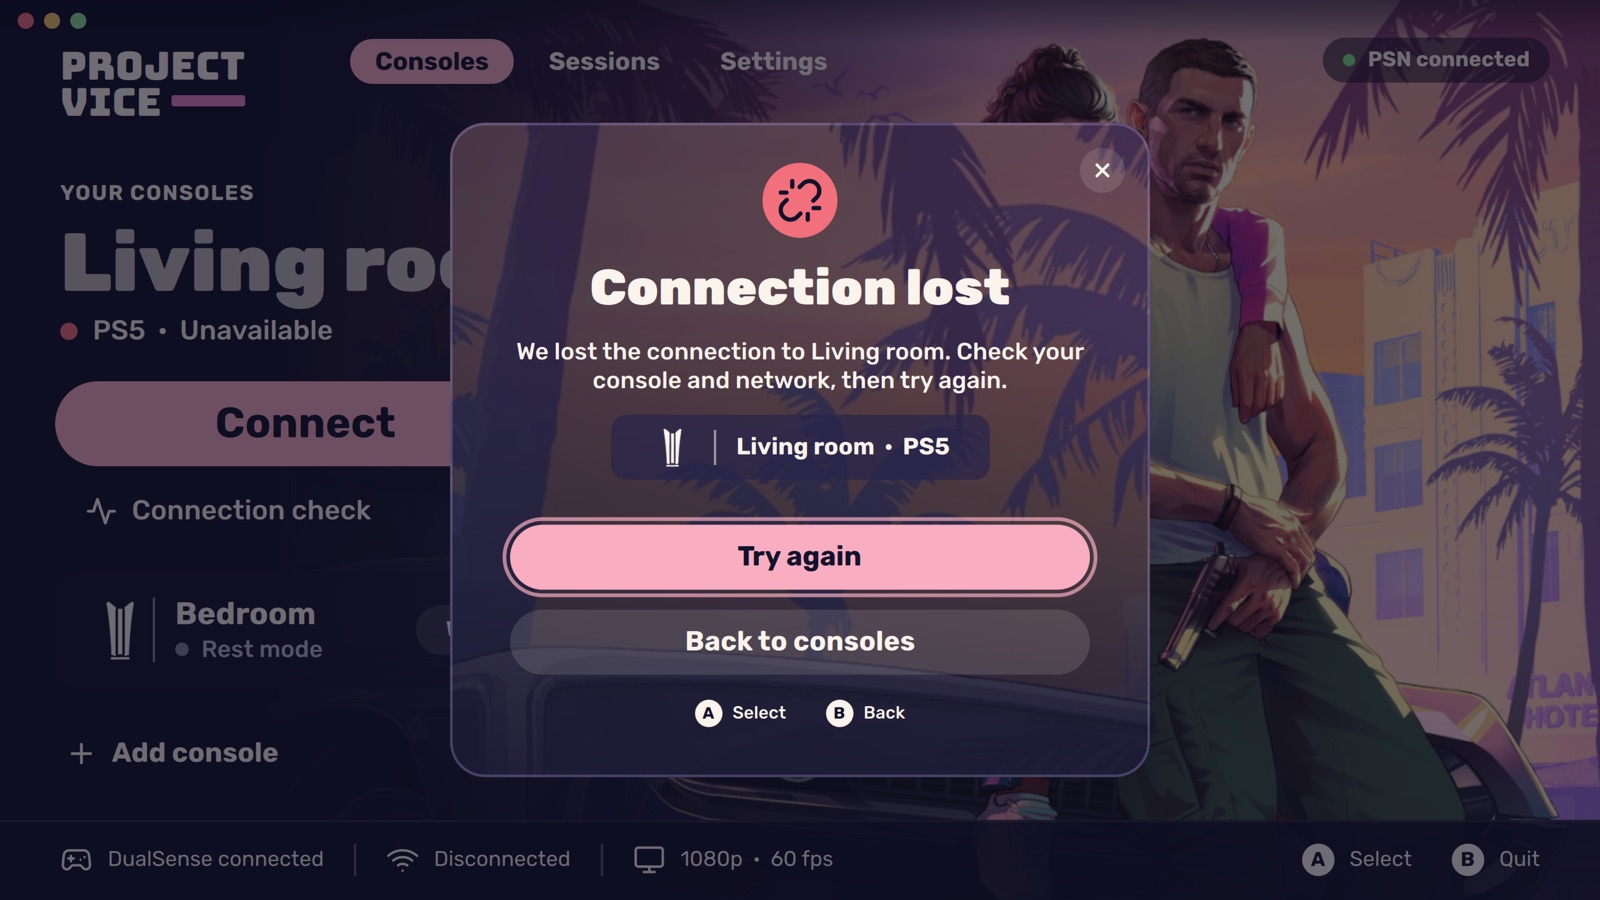 PROJECT
VICE
Consoles
Sessions
Settings
PSN connected
YOUR CONSOLES
PS5 • Unavailable
Connect
Connection check
Bedroom
Rest mode
Add console
Connection lost
We lost the connection to Living room. Check your
console and network, then try again.
Living room • PS5
Try again
Back to consoles
A Select
B Back
DualSense connected
Disconnected
1080p • 60 fps
A Select
B Quit
HOTE